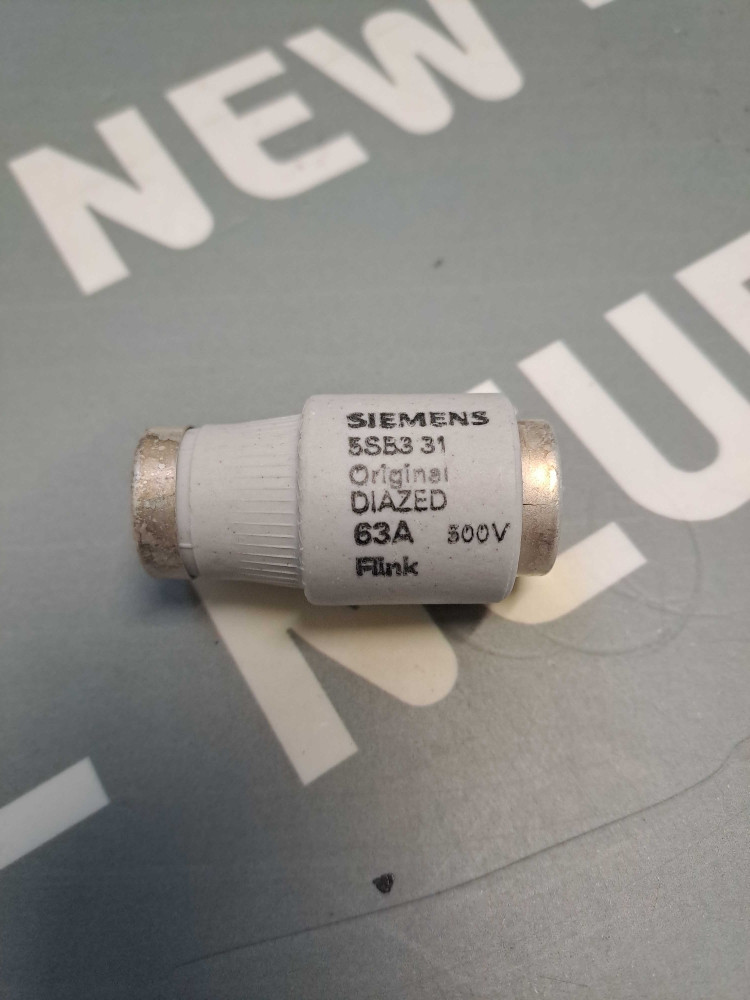 NEW
SIEMENS
5SB3 31
Original
DIAZED
63A 500V
Flink